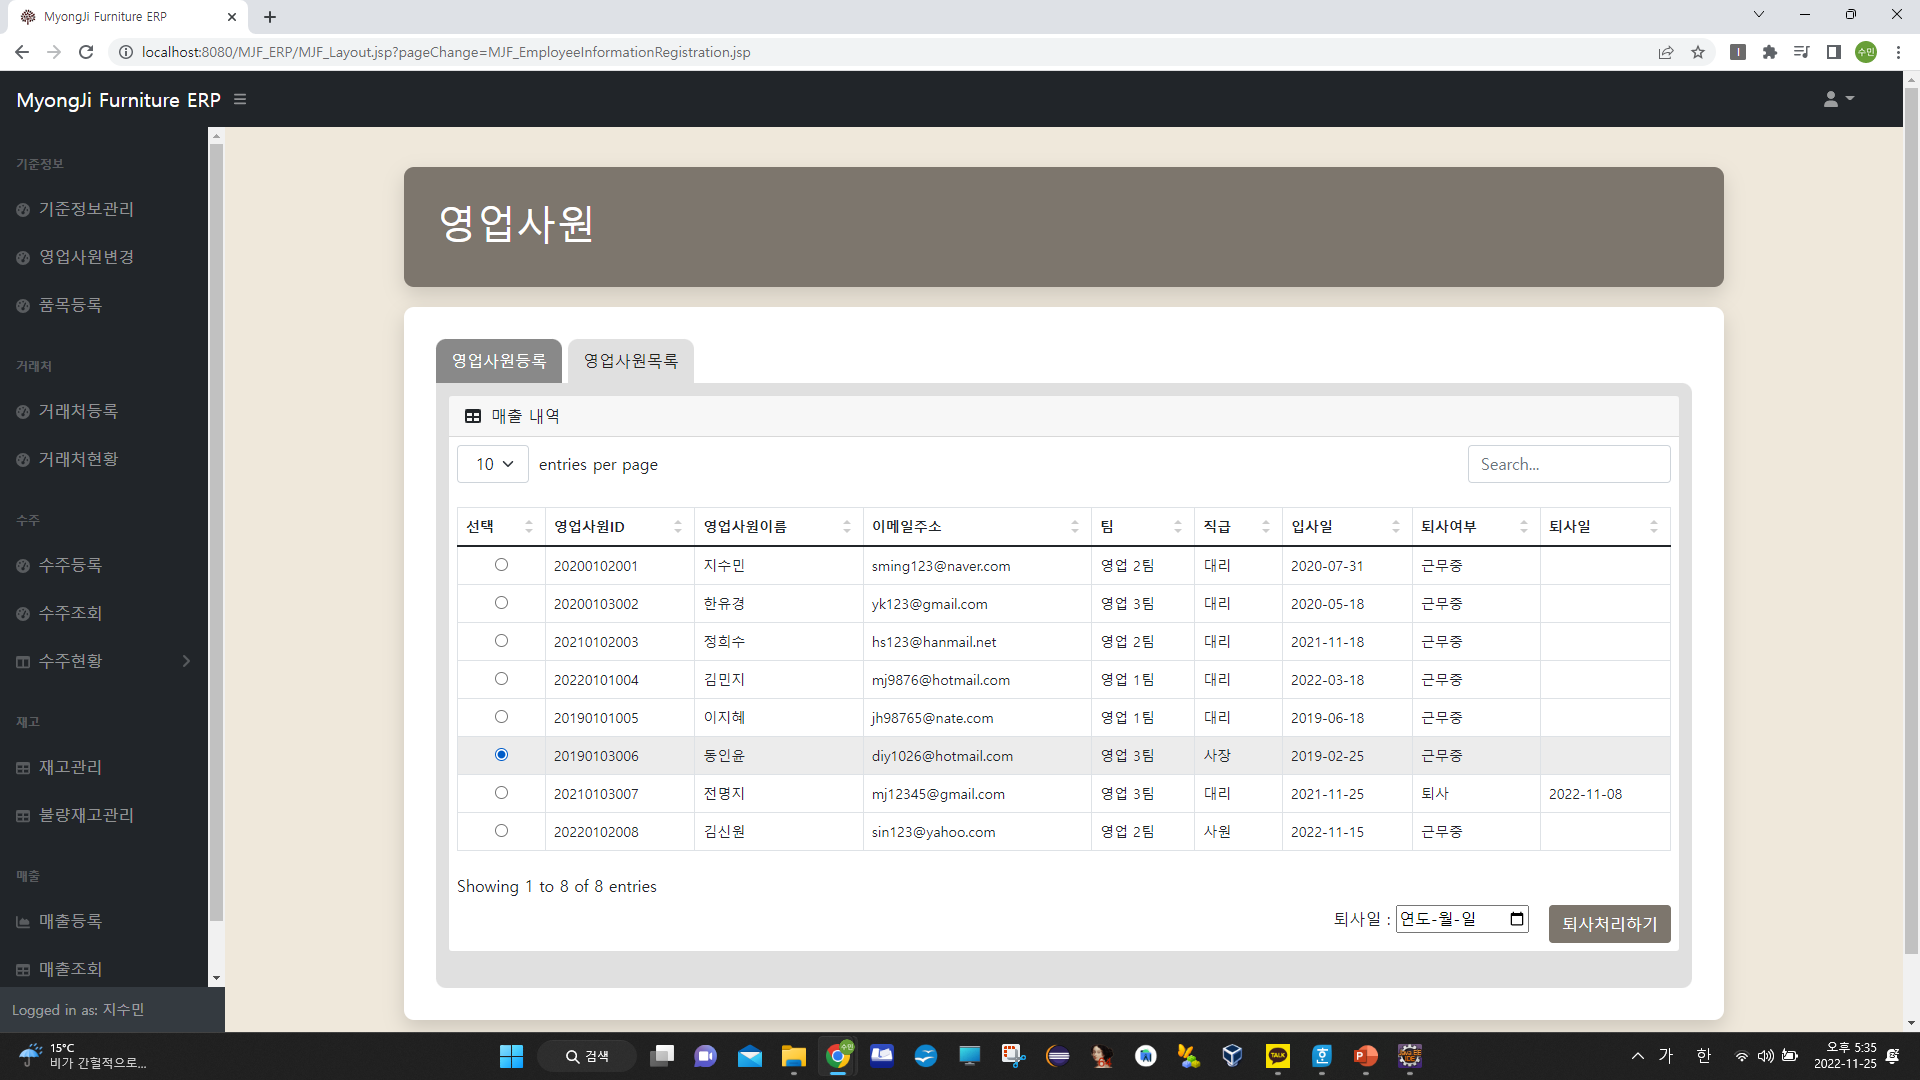 MyongJi Furniture ERP
localhost:8080/MJF_ERP/MJF_Layout.jsp?pageChange=MJF_EmployeeInformationRegistration.jsp
수민
MyongJi Furniture ERP
기준정보
기준정보관리
영업사원변경
품목등록
거래처
거래처등록
거래처현황
수주
수주등록
수주조회
수주현황
재고
재고관리
불량재고관리
매출
매출등록
매출조회
Logged in as: 지수민
영업사원
영업사원등록 영업사원목록
매출 내역
10 entries per page Search...
선택 영업사원ID 영업사원이름 이메일주소 팀 직급 입사일 퇴사여부 퇴사일
20200102001 지수민 sming123@naver.com 영업 2팀 대리 2020-07-31 근무중
20200103002 한유경 yk123@gmail.com 영업 3팀 대리 2020-05-18 근무중
20210102003 정희수 hs123@hanmail.net 영업 2팀 대리 2021-11-18 근무중
20220101004 김민지 mj9876@hotmail.com 영업 1팀 대리 2022-03-18 근무중
20190101005 이지혜 jh98765@nate.com 영업 1팀 대리 2019-06-18 근무중
20190103006 동인윤 diy1026@hotmail.com 영업 3팀 사장 2019-02-25 근무중
20210103007 전명지 mj12345@gmail.com 영업 3팀 대리 2021-11-25 퇴사 2022-11-08
20220102008 김신원 sin123@yahoo.com 영업 2팀 사원 2022-11-15 근무중
Showing 1 to 8 of 8 entries
퇴사일 : 연도-월-일 퇴사처리하기
15°C
비가 간헐적으로...
검색
수민
TALK
가 한
오후 5:35
2022-11-25